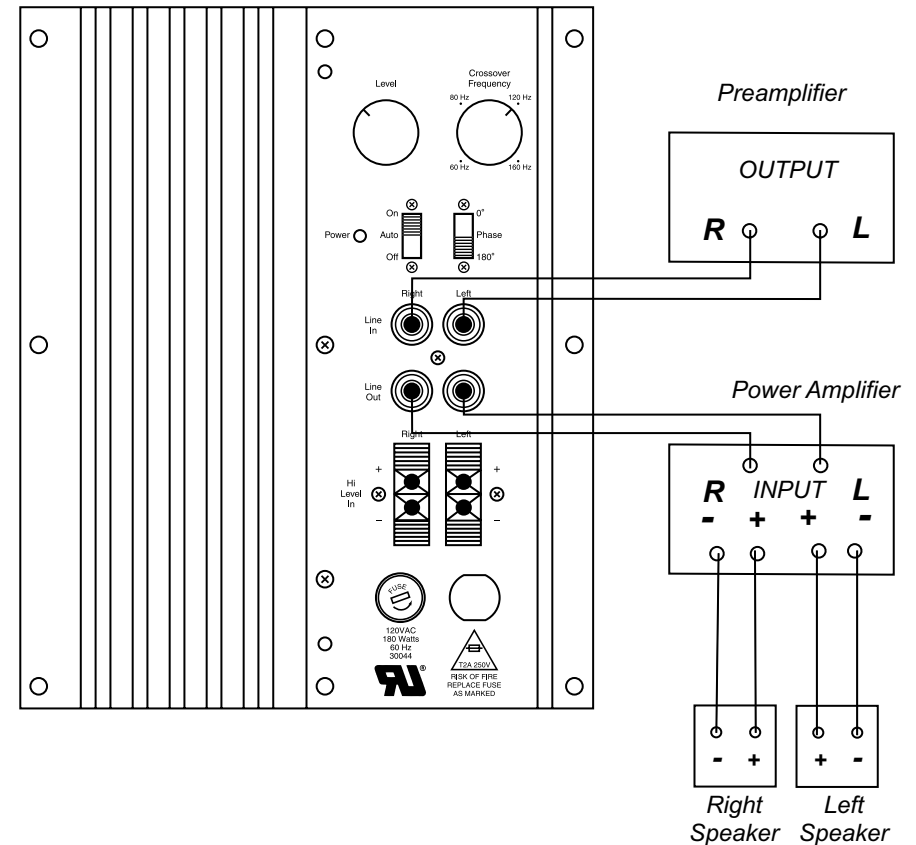 Level
Crossover
Frequency
80 Hz
120 Hz
60 Hz
160 Hz
On
Auto
Off
Power
0°
Phase
180°
Right
Left
Line
In
Line
Out
Right
Left
+
+
Hi
Level
In
–
–
FUSE
120VAC
180 Watts
60 Hz
30044
®
T2A 250V
RISK OF FIRE
REPLACE FUSE
AS MARKED
Preamplifier
OUTPUT
R L
Power Amplifier
R INPUT L
- + + -
- +
+ -
Right
Speaker
Left
Speaker